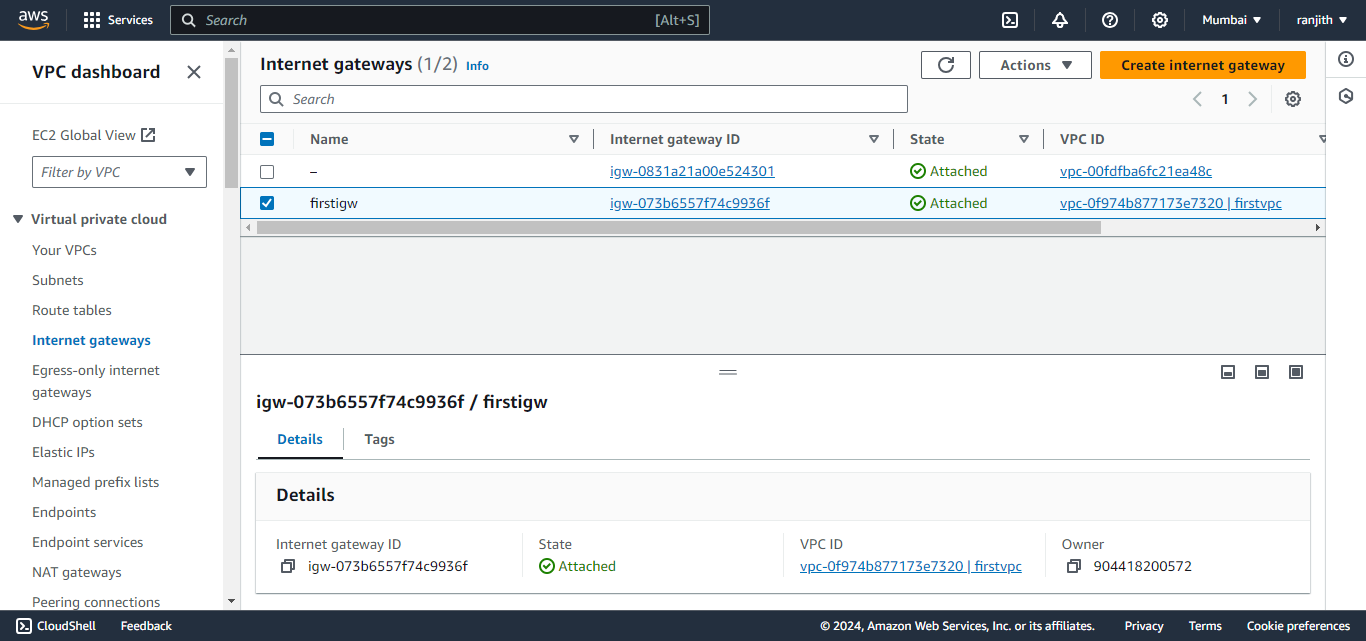 aws Services Search [Alt+S] Mumbai ranjith
VPC dashboard
EC2 Global View
Filter by VPC
Virtual private cloud
Your VPCs
Subnets
Route tables
Internet gateways
Egress-only internet
gateways
DHCP option sets
Elastic IPs
Managed prefix lists
Endpoints
Endpoint services
NAT gateways
Peering connections
Internet gateways (1/2) Info Actions Create internet gateway
Search 1
Name Internet gateway ID State VPC ID
– igw-0831a21a00e524301 Attached vpc-00fdfba6fc21ea48c
firstigw igw-073b6557f74c9936f Attached vpc-0f974b877173e7320 | firstvpc
igw-073b6557f74c9936f / firstigw
Details Tags
Details
Internet gateway ID State VPC ID Owner
igw-073b6557f74c9936f Attached vpc-0f974b877173e7320 | firstvpc 904418200572
CloudShell Feedback © 2024, Amazon Web Services, Inc. or its affiliates. Privacy Terms Cookie preferences